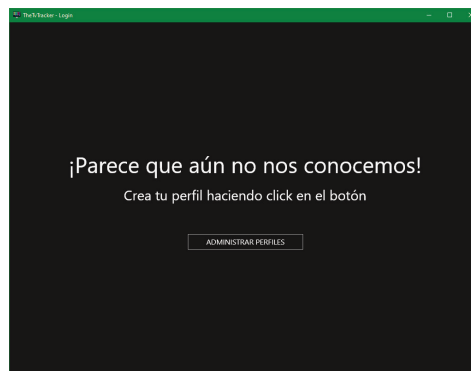 TheTvTracker - Login
¡Parece que aún no nos conocemos!
Crea tu perfil haciendo click en el botón
ADMINISTRAR PERFILES